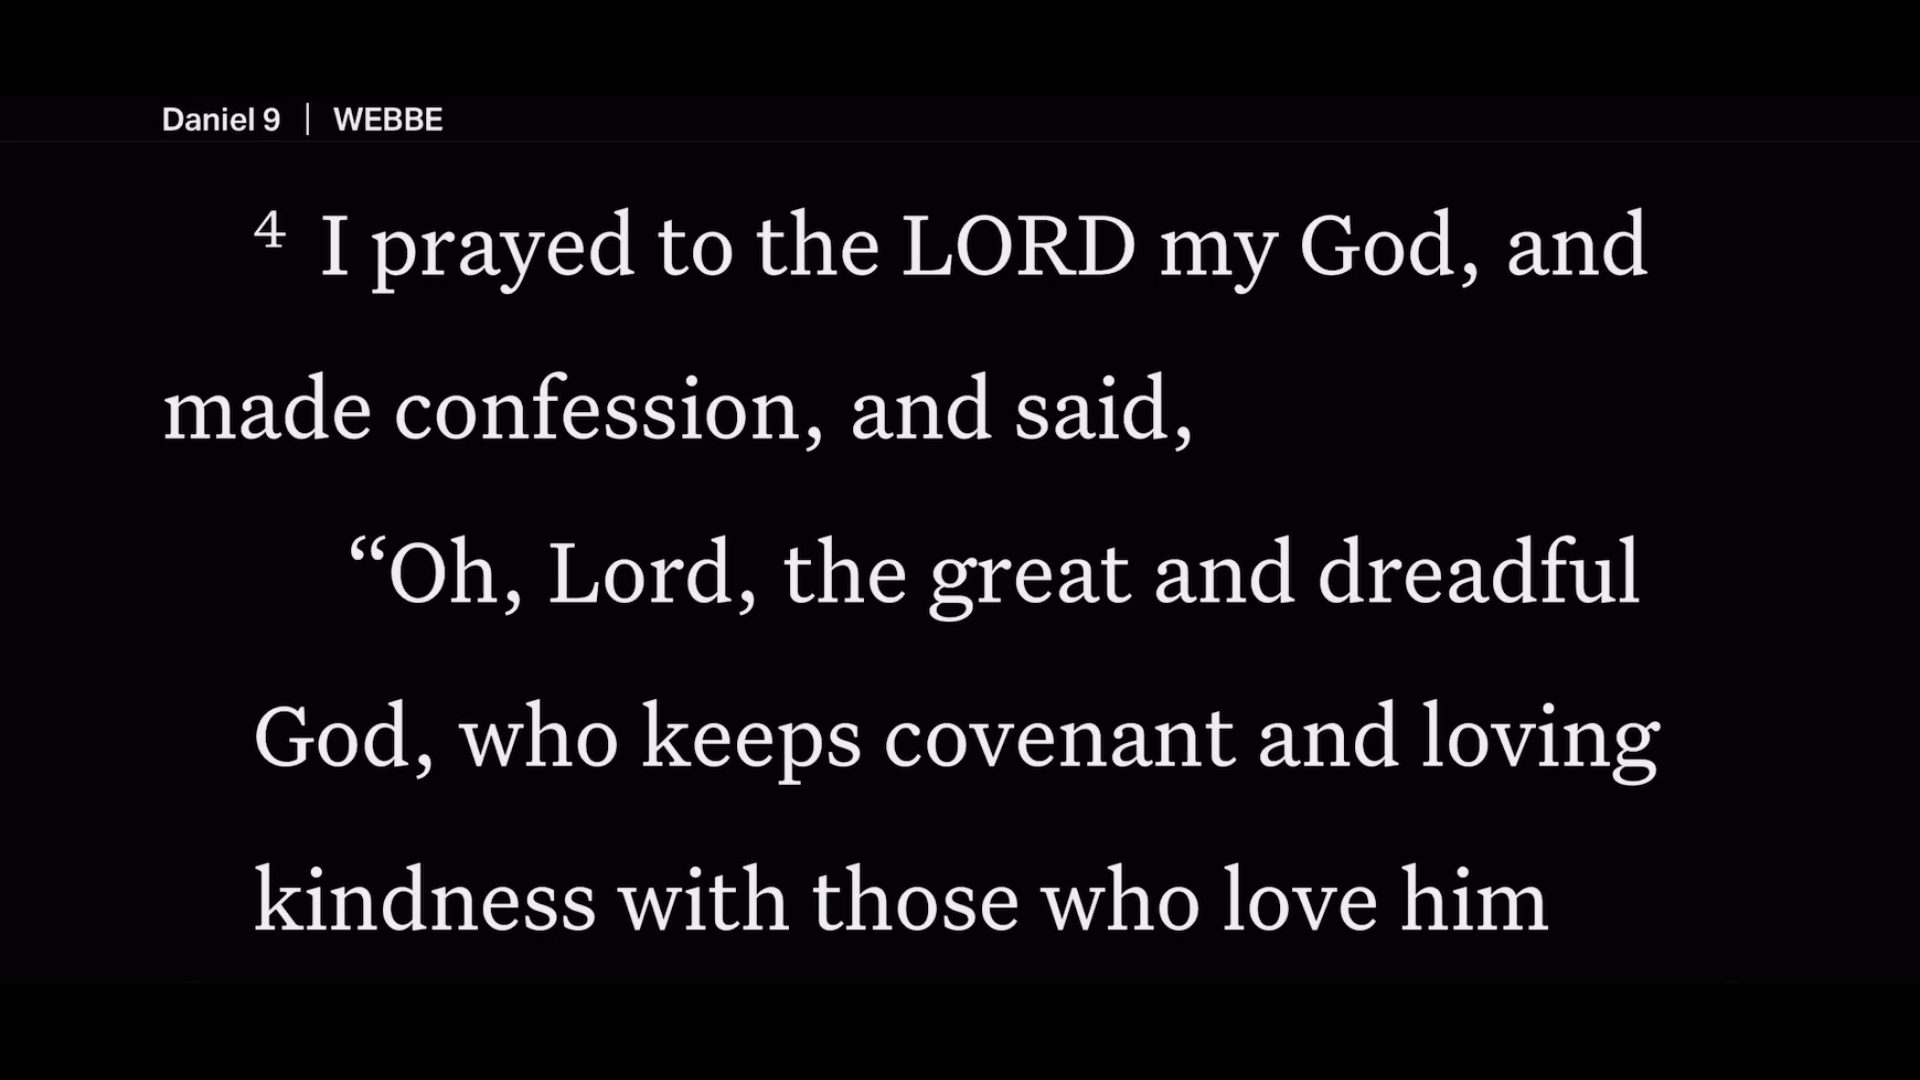 Daniel 9 | WEBBE
4 I prayed to the LORD my God, and
made confession, and said,
“Oh, Lord, the great and dreadful
God, who keeps covenant and loving
kindness with those who love him